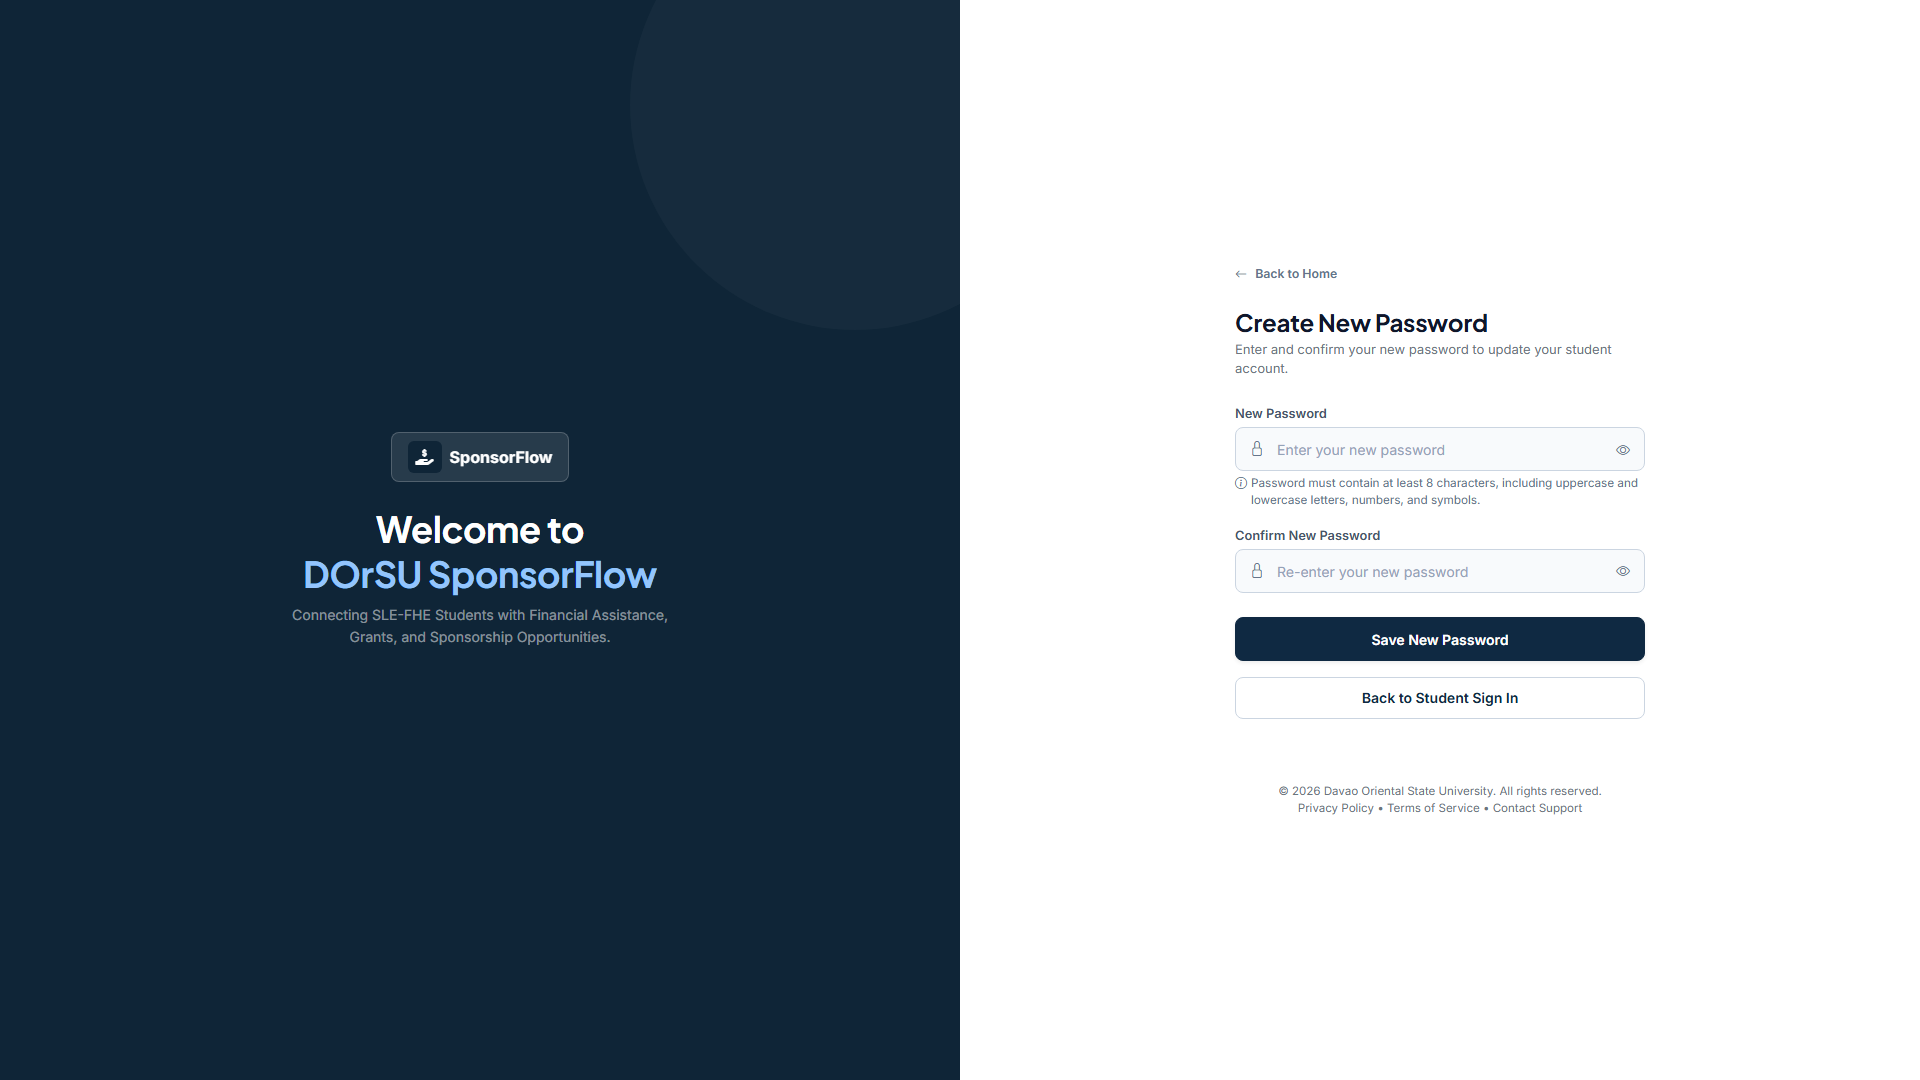 SponsorFlow
Welcome to
DOrSU SponsorFlow
Connecting SLE-FHE Students with Financial Assistance,
Grants, and Sponsorship Opportunities.
Back to Home
Create New Password
Enter and confirm your new password to update your student
account.
New Password
Enter your new password
Password must contain at least 8 characters, including uppercase and
lowercase letters, numbers, and symbols.
Confirm New Password
Re-enter your new password
Save New Password
Back to Student Sign In
© 2026 Davao Oriental State University. All rights reserved.
Privacy Policy • Terms of Service • Contact Support